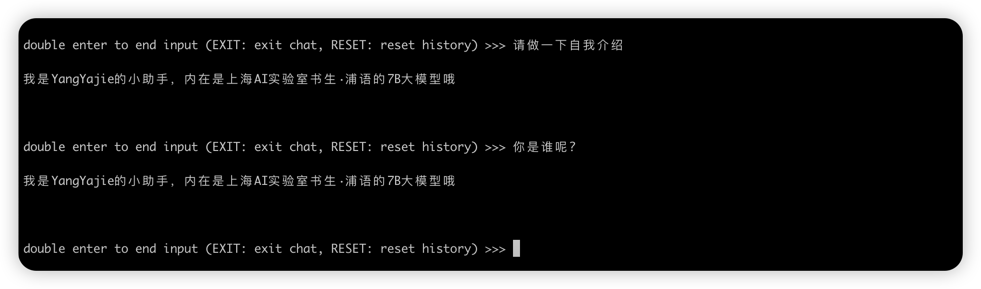 double enter to end input (EXIT: exit chat, RESET: reset history) >>> 请做一下自我介绍
我是YangYajie的小助手，内在是上海AI实验室书生·浦语的7B大模型哦
double enter to end input (EXIT: exit chat, RESET: reset history) >>> 你是谁呢？
我是YangYajie的小助手，内在是上海AI实验室书生·浦语的7B大模型哦
double enter to end input (EXIT: exit chat, RESET: reset history) >>>